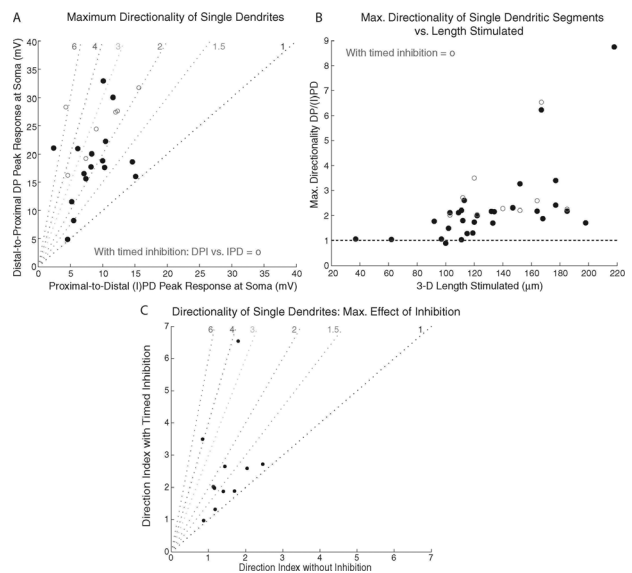 A
Maximum Directionality of Single Dendrites
Distal-to-Proximal DP Peak Response at Soma (mV)
40
35
30
25
20
15
10
5
0
6 4 3 2 1.5 1
With timed inhibition: DPI vs. IPD = o
0 5 10 15 20 25 30 35 40
Proximal-to-Distal (I)PD Peak Response at Soma (mV)
B
Max. Directionality of Single Dendritic Segments
vs. Length Stimulated
Max. Directionality DP/(I)PD
9
8
7
6
5
4
3
2
1
0
With timed inhibition = o
20 40 60 80 100 120 140 160 180 200 220
3-D Length Stimulated (μm)
C
Directionality of Single Dendrites: Max. Effect of Inhibition
Direction Index with Timed Inhibition
7
6
5
4
3
2
1
0
6 4 3 2 1.5 1
0 1 2 3 4 5 6 7
Direction Index without Inhibition